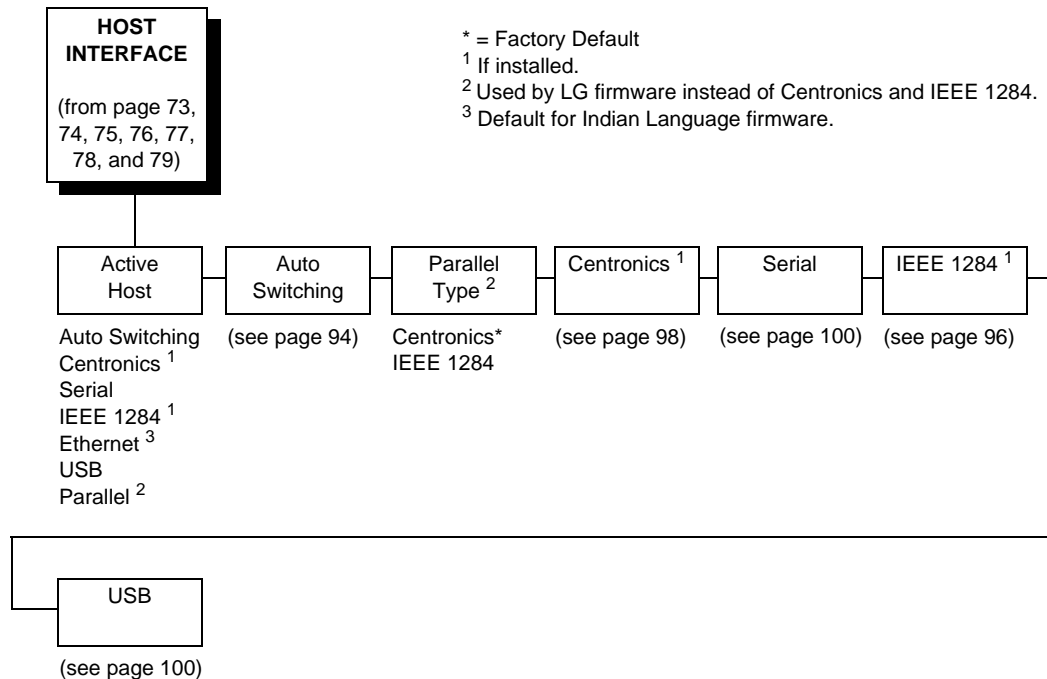 HOST
INTERFACE
(from page 73,
74, 75, 76, 77,
78, and 79)
* = Factory Default
1 If installed.
2 Used by LG firmware instead of Centronics and IEEE 1284.
3 Default for Indian Language firmware.
Active
Host
Auto Switching
Centronics 1
Serial
IEEE 1284 1
Ethernet 3
USB
Parallel 2
Auto
Switching
(see page 94)
Parallel
Type 2
Centronics*
IEEE 1284
Centronics 1
(see page 98)
Serial
(see page 100)
IEEE 1284 1
(see page 96)
USB
(see page 100)